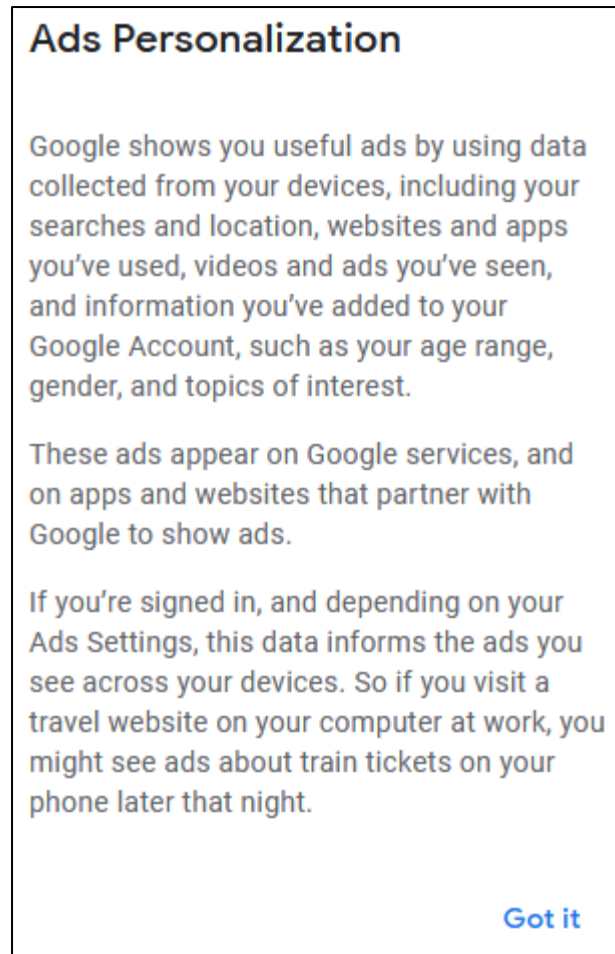 Ads Personalization
Google shows you useful ads by using data
collected from your devices, including your
searches and location, websites and apps
you’ve used, videos and ads you’ve seen,
and information you’ve added to your
Google Account, such as your age range,
gender, and topics of interest.
These ads appear on Google services, and
on apps and websites that partner with
Google to show ads.
If you’re signed in, and depending on your
Ads Settings, this data informs the ads you
see across your devices. So if you visit a
travel website on your computer at work, you
might see ads about train tickets on your
phone later that night.
Got it